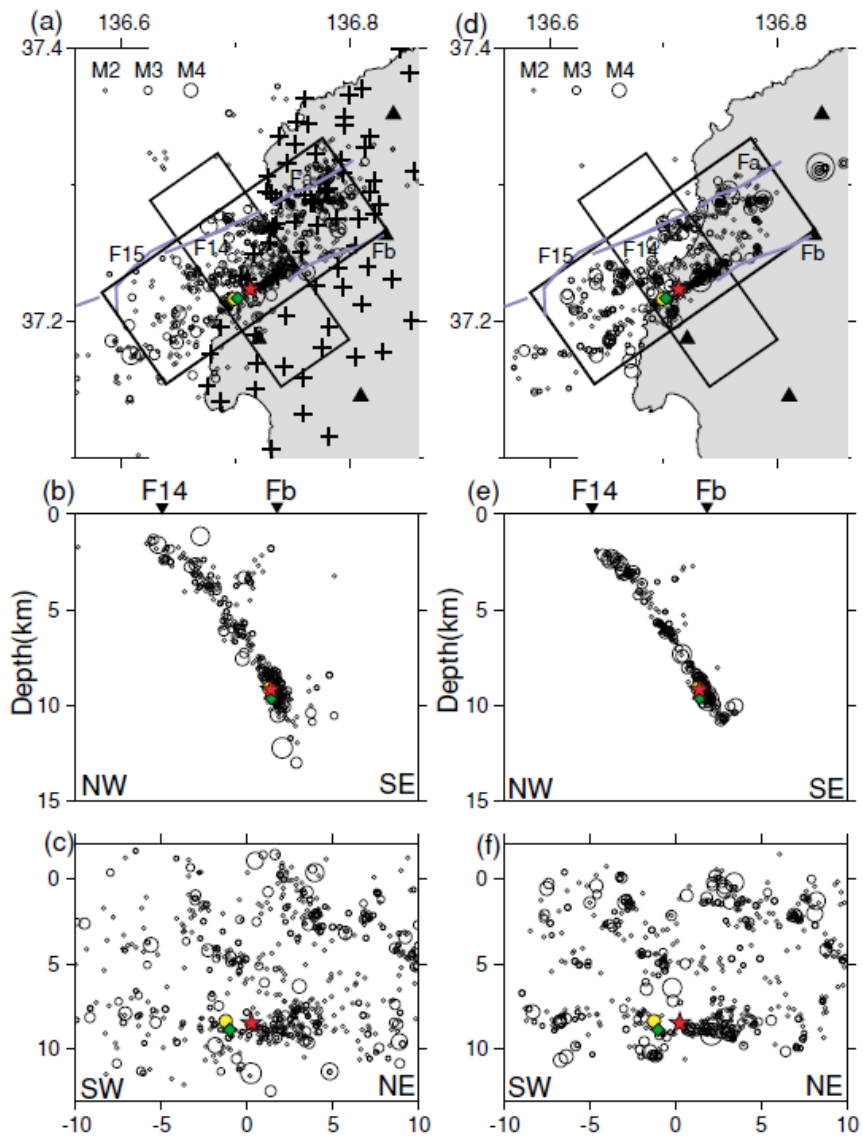 (a) 136.6 136.8
(d) 136.6 136.8
37.4
37.4
M2 M3 M4
M2 M3 M4
Fa
Fa
F15 F14
F15 F14
Fb
Fb
37.2
37.2
(b) F14 Fb
(e) F14 Fb
0
0
5
5
Depth(km)
Depth(km)
10
10
NW SE
NW SE
15
15
(c)
(f)
0
0
5
5
10
10
SW NE
SW NE
-10 -5 0 5 10
-10 -5 0 5 10